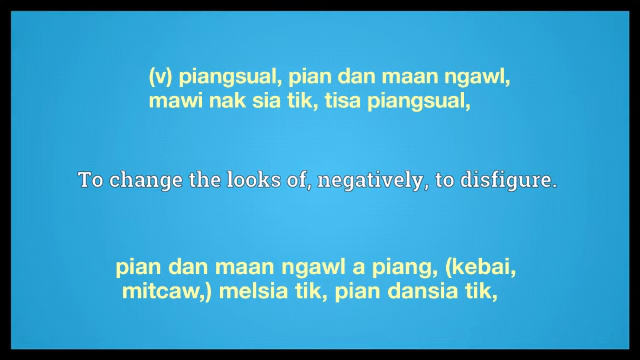 (v) piangsual, pian dan maan ngawl,
mawi nak sia tik, tisa piangsual,
To change the looks of, negatively, to disfigure.
pian dan maan ngawl a piang, (kebai,
mitcaw,) melsia tik, pian dansia tik,